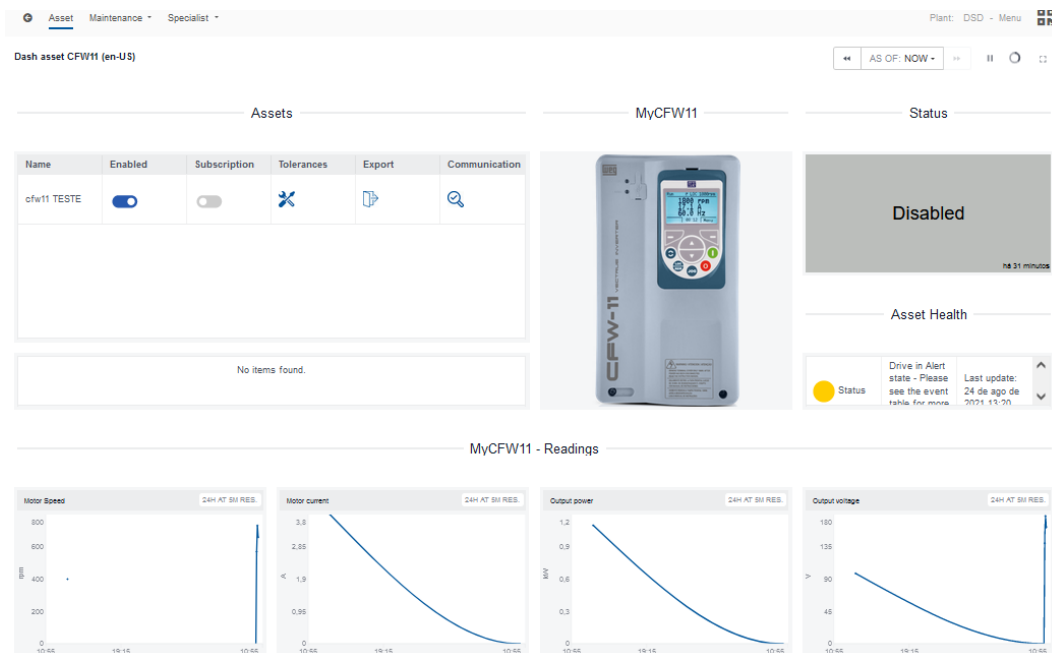 Asset Maintenance Specialist Plant: DSD - Menu
Dash asset CFW11 (en-US) AS OF: NOW
Assets MyCFW11 Status
Name Enabled Subscription Tolerances Export Communication
cfw11 TESTE
Disabled
há 31 minutos
Asset Health
No items found.
Status
Drive in Alert
state - Please
see the event
table for more
Last update:
24 de ago de
2021 13:20
1800 rpm
60.0 Hz
CFW-11
VECTRUE INVERTER
MyCFW11 - Readings
Motor Speed 24H AT 5M RES.
800
600
400
200
0
rpm
10:55 19:15 10:55
Motor current 24H AT 5M RES.
3,8
2,85
1,9
0,95
0
A
10:55 19:15 10:55
Output power 24H AT 5M RES.
1,2
0,9
0,6
0,3
0
kW
10:55 19:15 10:55
Output voltage 24H AT 5M RES.
180
135
90
45
0
V
10:55 19:15 10:55